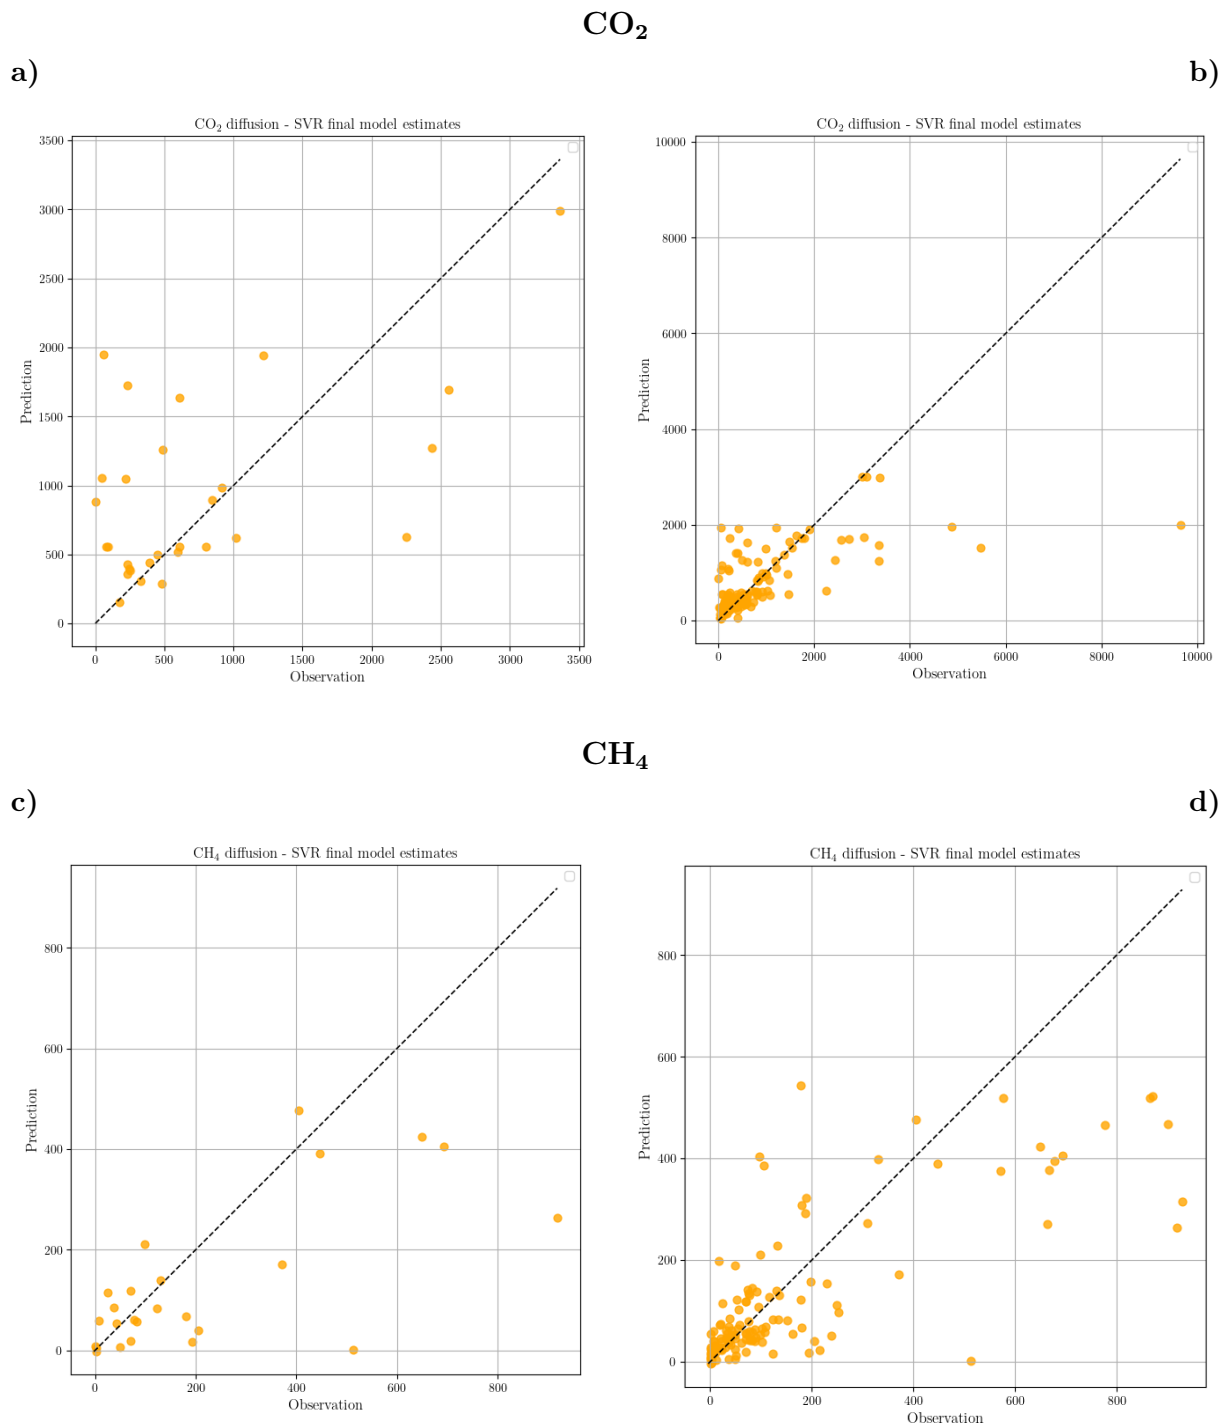 CO₂
a)
b)
CO₂ diffusion - SVR final model estimates
3500
3000
2500
2000
1500
1000
500
0
Prediction
0 500 1000 1500 2000 2500 3000 3500
Observation
CO₂ diffusion - SVR final model estimates
10000
8000
6000
4000
2000
0
Prediction
0 2000 4000 6000 8000 10000
Observation
CH₄
c)
d)
CH₄ diffusion - SVR final model estimates
800
600
400
200
0
Prediction
0 200 400 600 800
Observation
CH₄ diffusion - SVR final model estimates
800
600
400
200
0
Prediction
0 200 400 600 800
Observation